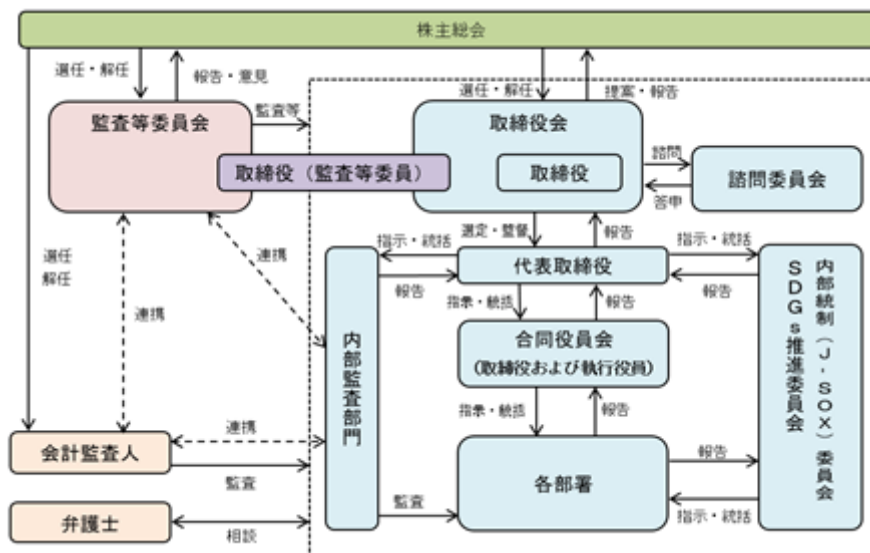 株主総会
選任・解任
報告・意見
選任・解任
提案・報告
監査等委員会
監査等
取締役会
取締役（監査等委員）
取締役
諮問
答申
諮問委員会
選定・監督
報告
選任
解任
連携
連携
指示・統括
報告
代表取締役
指示・統括
報告
指示・統括
報告
内部監査部門
合同役員会
（取締役および執行役員）
内部統制（J-SOX）委員会
SDGs推進委員会
指示・統括
報告
会計監査人
連携
監査
各部署
報告
指示・統括
監査
弁護士
相談